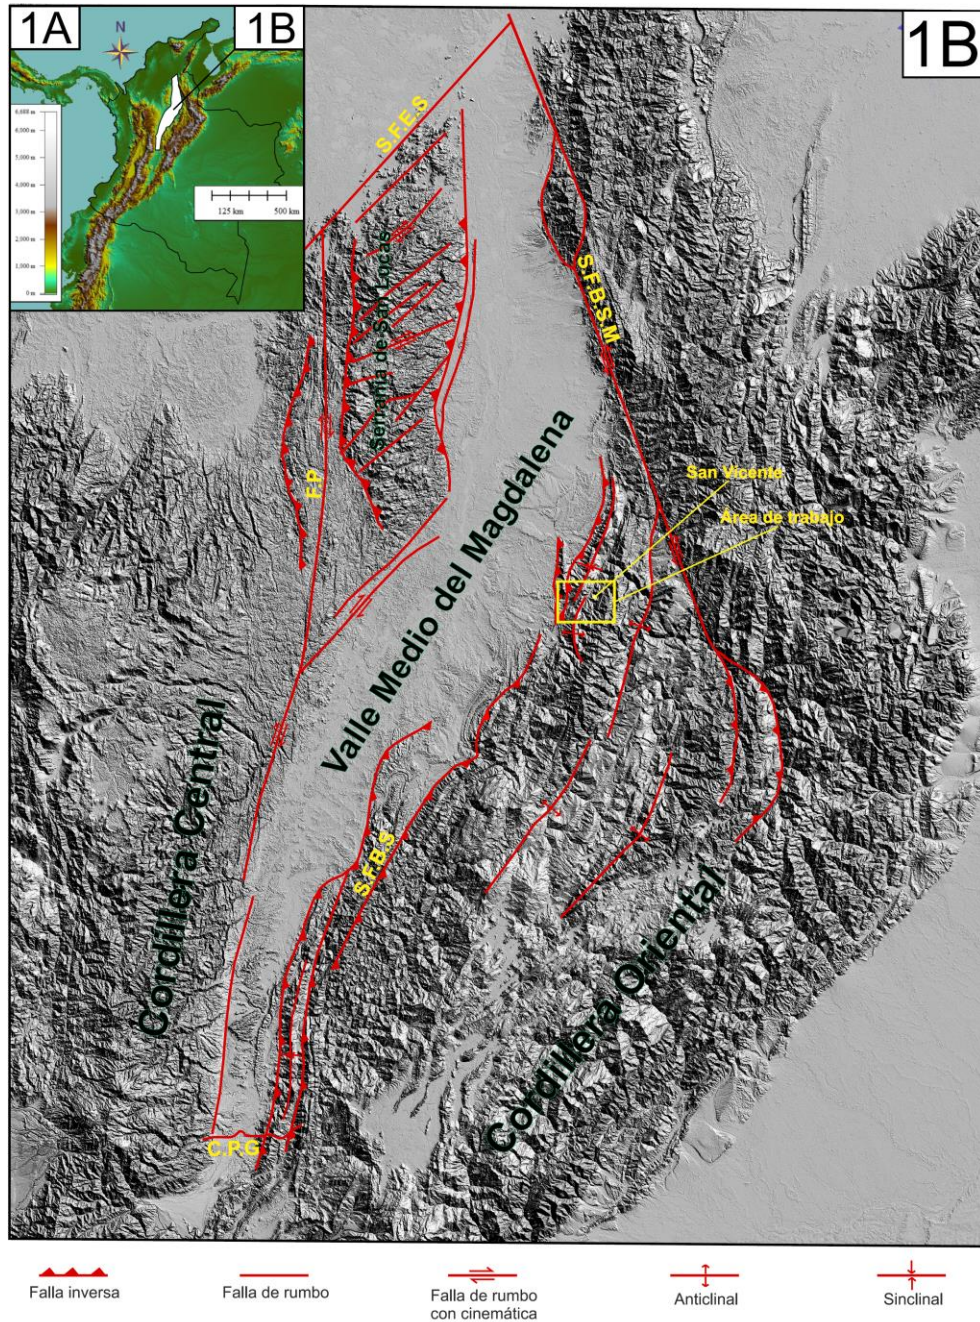 1A
N
1B
6,000 m
5,000 m
4,000 m
3,000 m
2,000 m
1,000 m
0 m
125 km 500 km
1B
S.F.E.S
Serranía de San Lucas
S.F.B.S.M
F.P
San Vicente
Área de trabajo
Valle Medio del Magdalena
Cordillera Central
S.F.B.S
Cordillera Oriental
C.P.G
Falla inversa
Falla de rumbo
Falla de rumbo
con cinemática
Anticlinal
Sinclinal